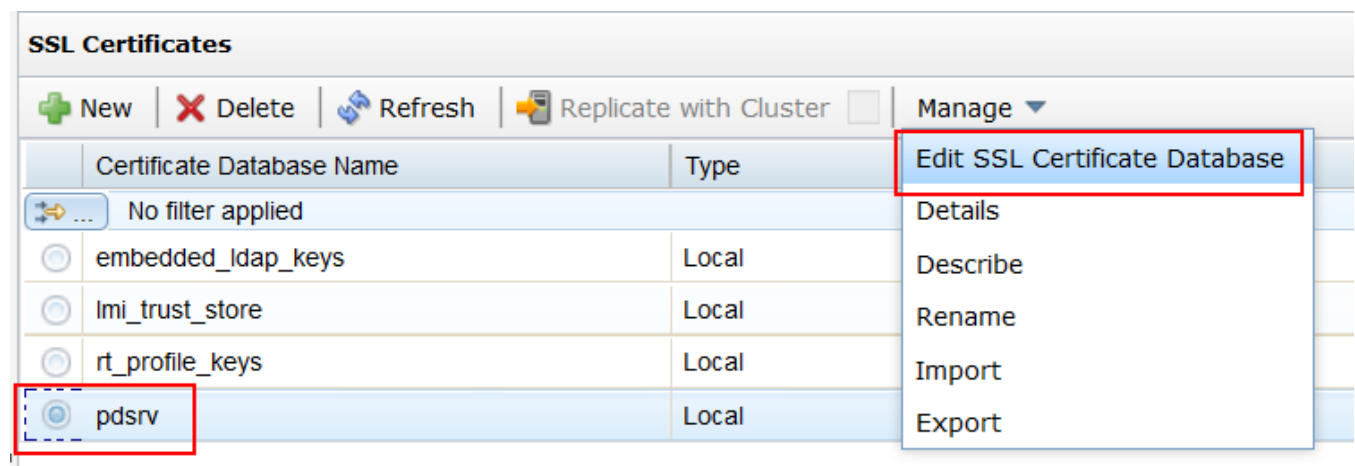 SSL Certificates
New Delete Refresh Replicate with Cluster Manage
Certificate Database Name Type Edit SSL Certificate Database
... No filter applied Details
embedded_ldap_keys Local Describe
lmi_trust_store Local Rename
rt_profile_keys Local Import
pdsrv Local Export